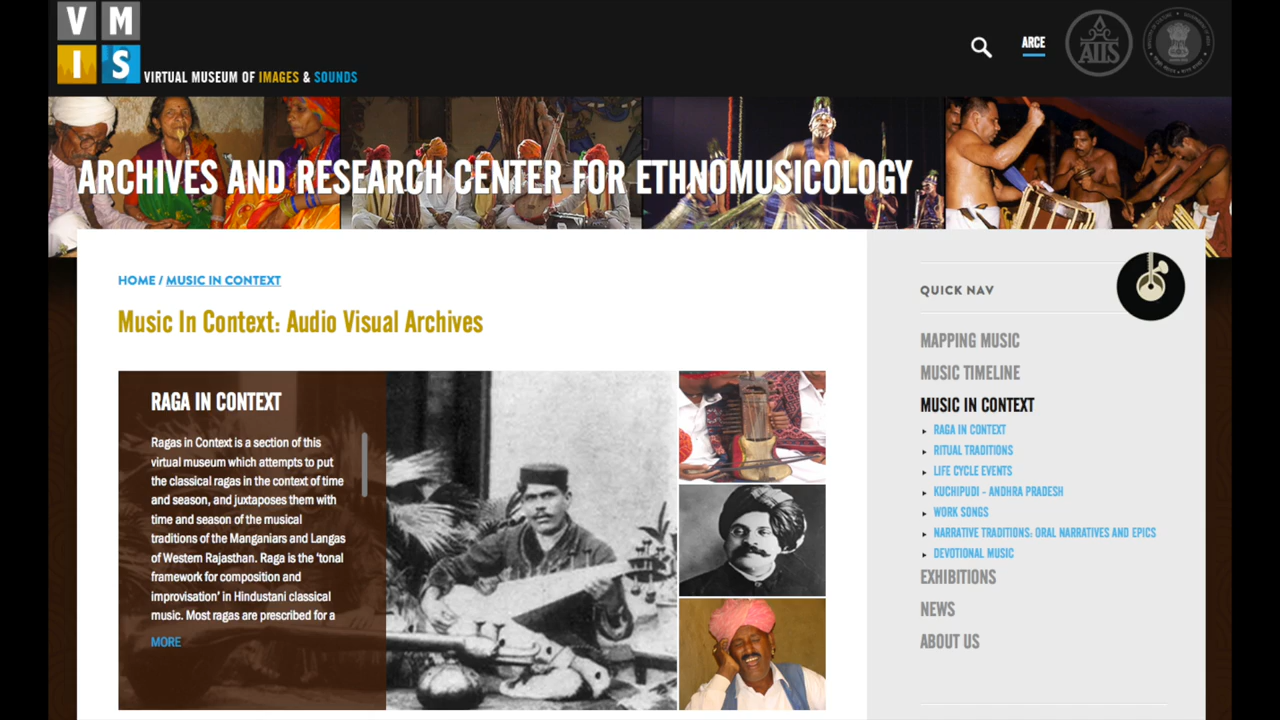 V M
I S
VIRTUAL MUSEUM OF IMAGES & SOUNDS
ARCE
AIIS
ARCHIVES AND RESEARCH CENTER FOR ETHNOMUSICOLOGY
HOME / MUSIC IN CONTEXT
Music In Context: Audio Visual Archives
RAGA IN CONTEXT
Ragas in Context is a section of this
virtual museum which attempts to put
the classical ragas in the context of time
and season, and juxtaposes them with
time and season of the musical
traditions of the Manganiars and Langas
of Western Rajasthan. Raga is the ‘tonal
framework for composition and
improvisation’ in Hindustani classical
music. Most ragas are prescribed for a
MORE
QUICK NAV
MAPPING MUSIC
MUSIC TIMELINE
MUSIC IN CONTEXT
RAGA IN CONTEXT
RITUAL TRADITIONS
LIFE CYCLE EVENTS
KUCHIPUDI - ANDHRA PRADESH
WORK SONGS
NARRATIVE TRADITIONS: ORAL NARRATIVES AND EPICS
DEVOTIONAL MUSIC
EXHIBITIONS
NEWS
ABOUT US